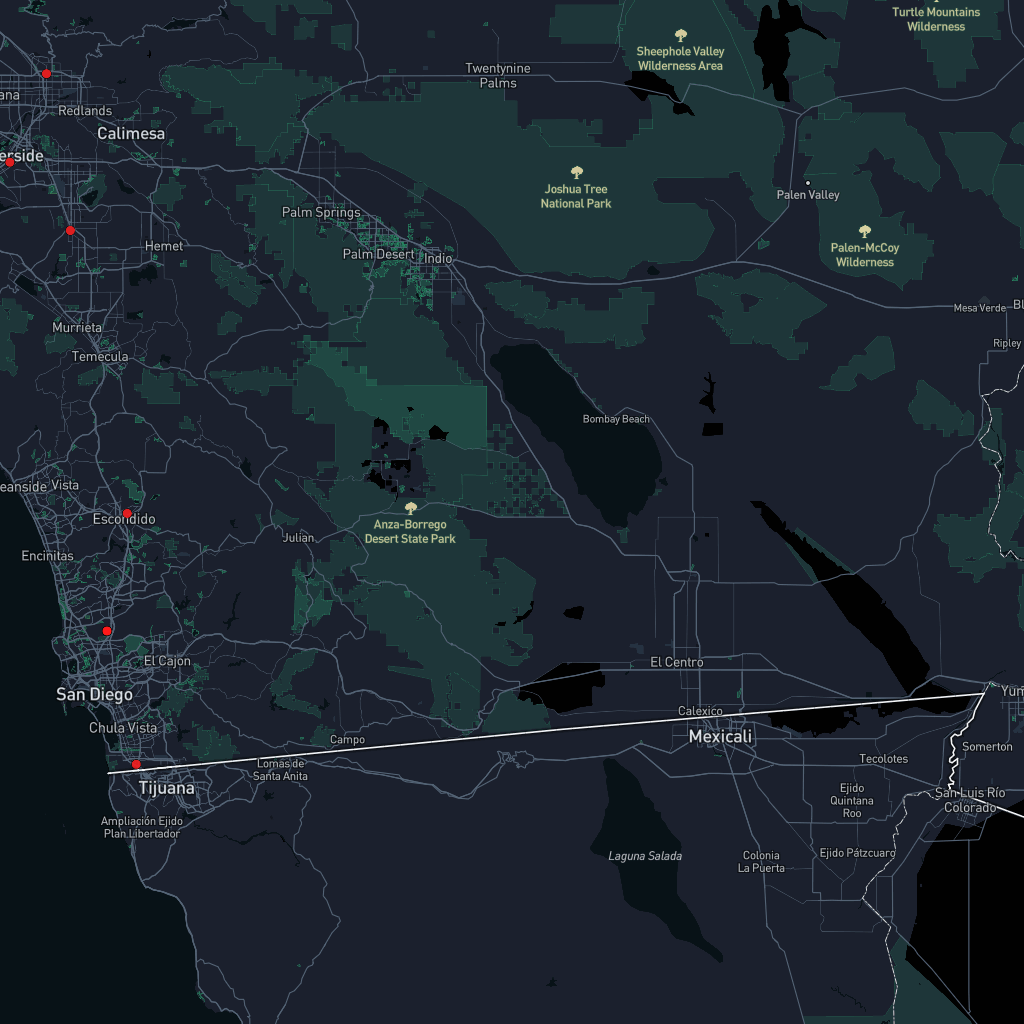 Turtle Mountains
Wilderness
Sheephole Valley
Wilderness Area
Twentynine
Palms
ana
Redlands
Calimesa
erside
Joshua Tree
National Park
Palen Valley
Palm Springs
Hemet
Palm Desert
Indio
Palen-McCoy
Wilderness
Mesa Verde
Bl
Murrieta
Ripley
Temecula
Bombay Beach
eanside
Vista
Escondido
Anza-Borrego
Desert State Park
Julian
Encinitas
El Cajon
El Centro
San Diego
Yum
Calexico
Chula Vista
Mexicali
Campo
Somerton
Tecolotes
Lomas de
Santa Anita
Tijuana
Ejido
Quintana
Roo
San Luis Río
Colorado
Ampliación Ejido
Plan Libertador
Laguna Salada
Colonia
La Puerta
Ejido Pátzcuaro